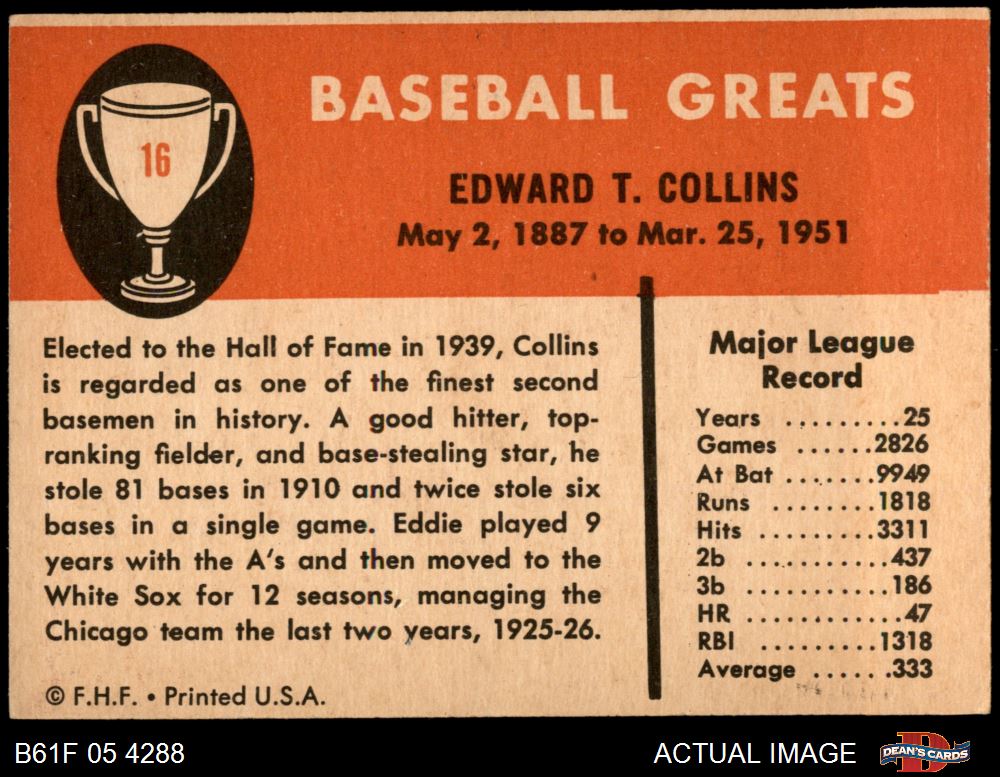 16
BASEBALL GREATS
EDWARD T. COLLINS
May 2, 1887 to Mar. 25, 1951
Elected to the Hall of Fame in 1939, Collins
is regarded as one of the finest second
basemen in history. A good hitter, top-
ranking fielder, and base-stealing star, he
stole 81 bases in 1910 and twice stole six
bases in a single game. Eddie played 9
years with the A's and then moved to the
White Sox for 12 seasons, managing the
Chicago team the last two years, 1925-26.
© F.H.F. • Printed U.S.A.
Major League
Record
Years .........25
Games ......2826
At Bat .......9949
Runs ........1818
Hits .........3311
2b ...........437
3b ...........186
HR ............47
RBI .........1318
Average ......333
B61F 05 4288
ACTUAL IMAGE
DEAN'S CARDS